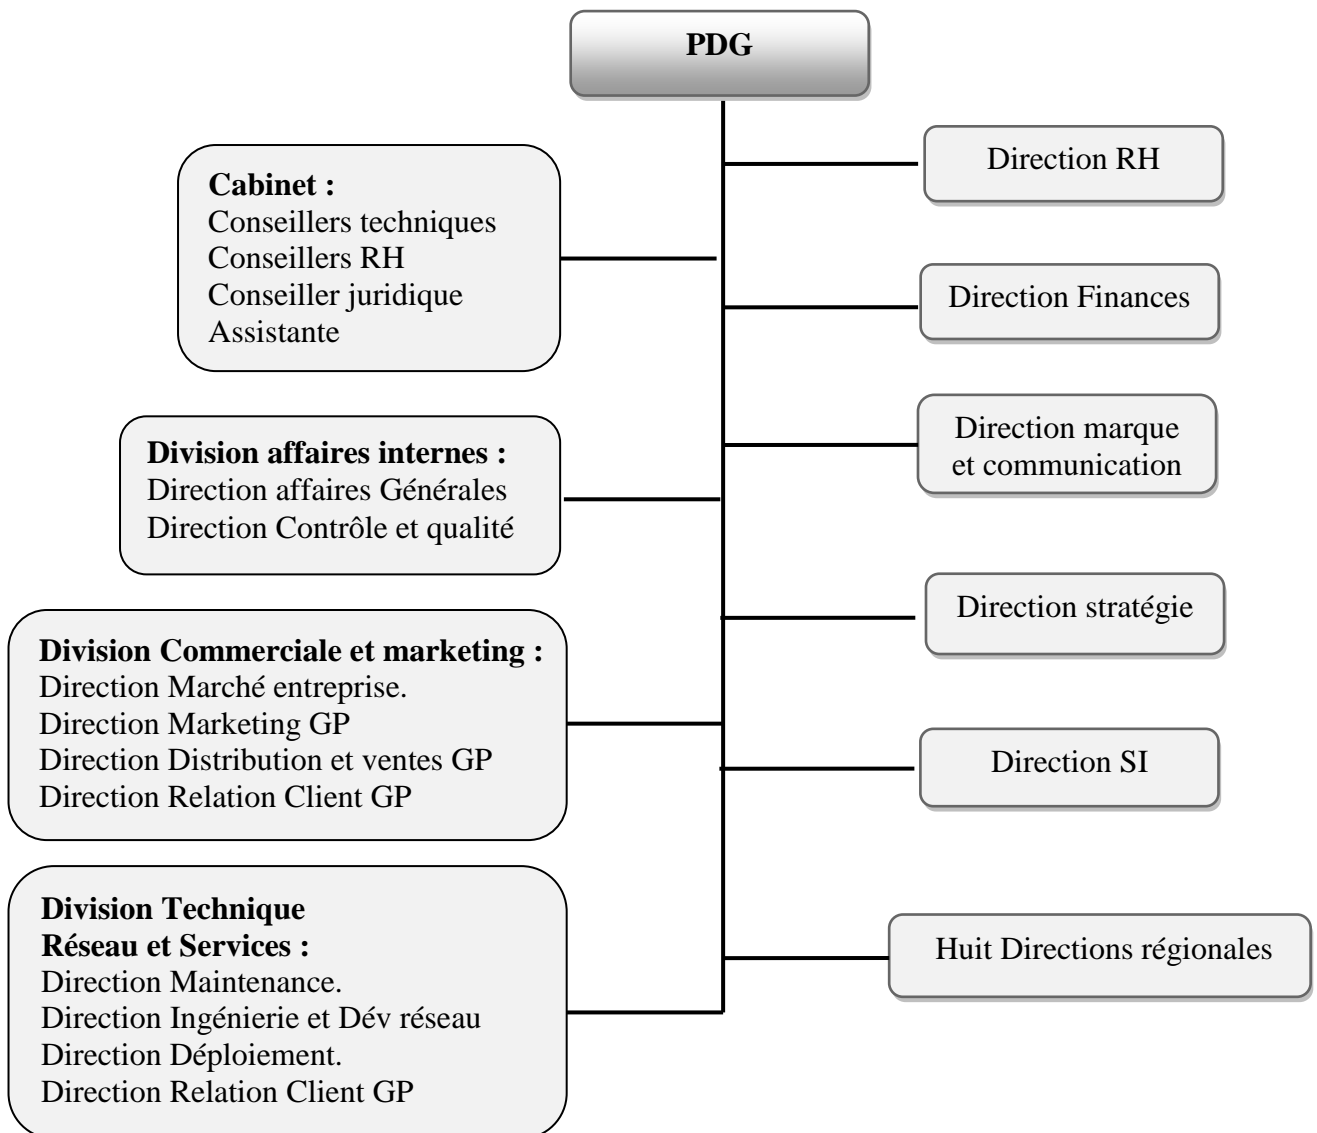 PDG
Cabinet :
Conseillers techniques
Conseillers RH
Conseiller juridique
Assistante
Division affaires internes :
Direction affaires Générales
Direction Contrôle et qualité
Division Commerciale et marketing :
Direction Marché entreprise.
Direction Marketing GP
Direction Distribution et ventes GP
Direction Relation Client GP
Division Technique
Réseau et Services :
Direction Maintenance.
Direction Ingénierie et Dév réseau
Direction Déploiement.
Direction Relation Client GP
Direction RH
Direction Finances
Direction marque
et communication
Direction stratégie
Direction SI
Huit Directions régionales